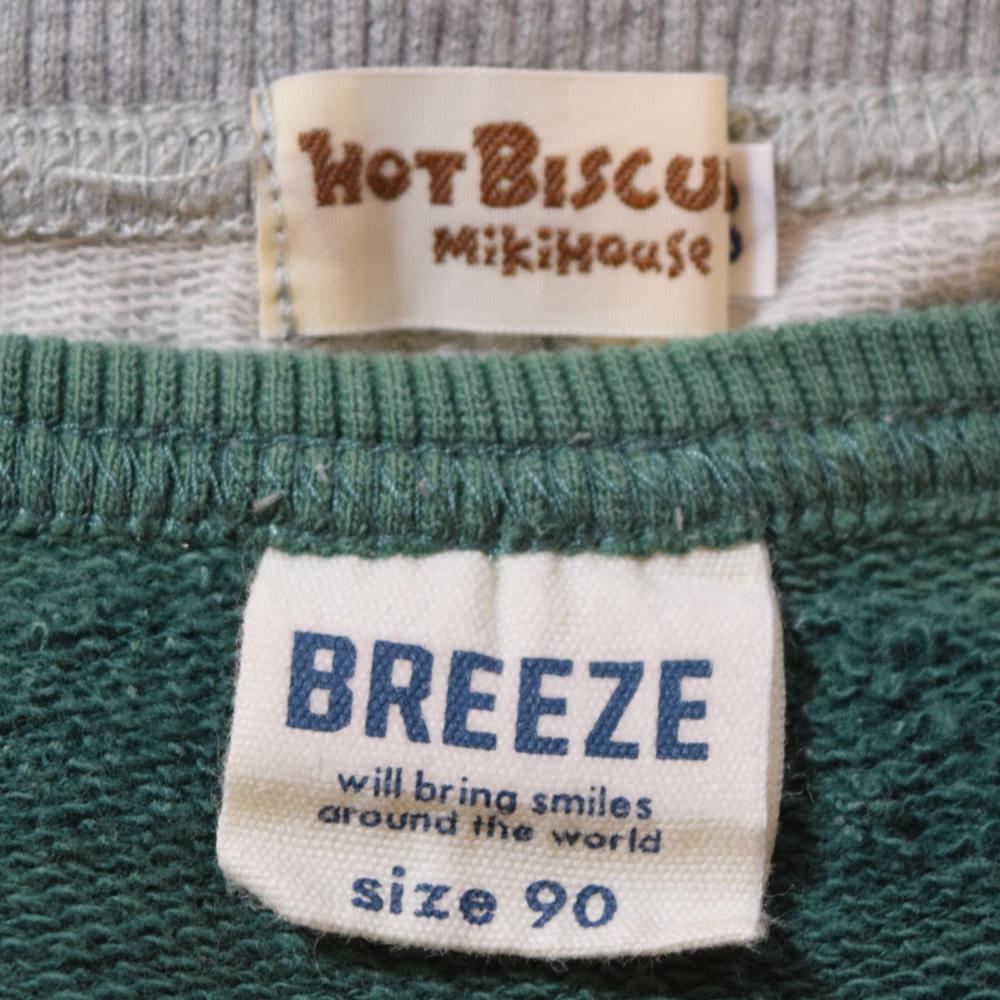 HOT BISCU
MIKIHOUSE
BREEZE
will bring smiles
around the world
size 90